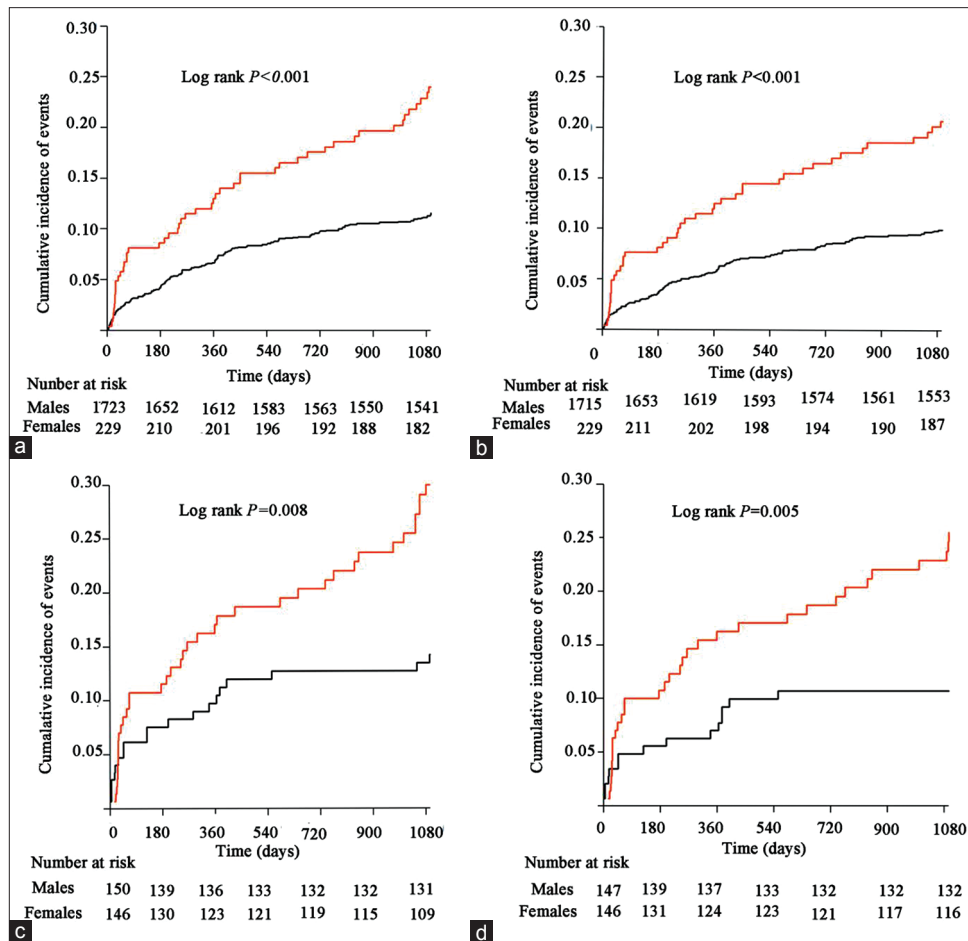 0.30
0.25
0.20
0.15
0.10
0.05
Cumulative incidence of events
Log rank P<0.001
0 180 360 540 720 900 1080
Time (days)
Number at risk
Males 1723 1652 1612 1583 1563 1550 1541
Females 229 210 201 196 192 188 182
a
0.30
0.25
0.20
0.15
0.10
0.05
Cumulative incidence of events
Log rank P<0.001
0 180 360 540 720 900 1080
Time (days)
Number at risk
Males 1715 1653 1619 1593 1574 1561 1553
Females 229 211 202 198 194 190 187
b
0.30
0.25
0.20
0.15
0.10
0.05
Cumalative incidence of events
Log rank P=0.008
0 180 360 540 720 900 1080
Time (days)
Number at risk
Males 150 139 136 133 132 132 131
Females 146 130 123 121 119 115 109
c
0.30
0.25
0.20
0.15
0.10
0.05
Cumulative incidence of events
Log rank P=0.005
0 180 360 540 720 900 1080
Time (days)
Number at risk
Males 147 139 137 133 132 132 132
Females 146 131 124 123 121 117 116
d